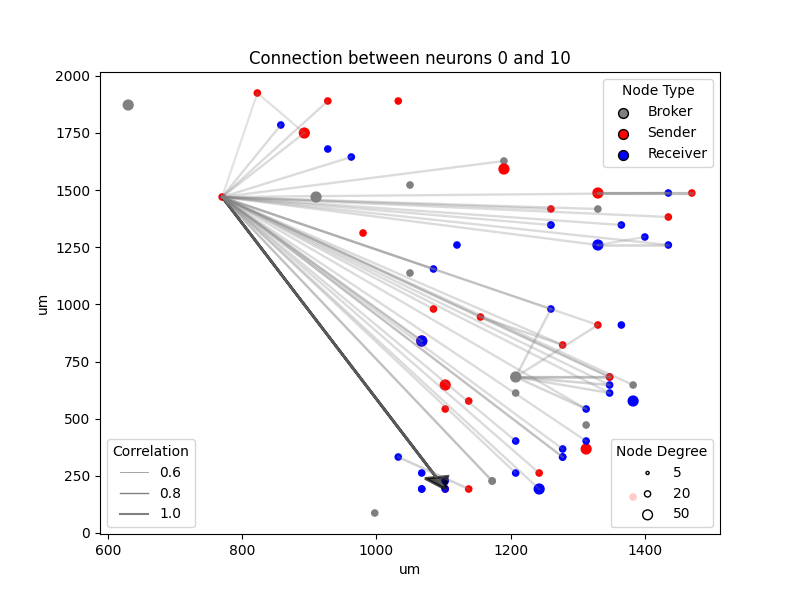 Connection between neurons 0 and 10
2000
1750
1500
1250
1000
750
500
250
0
um
600
800
1000
1200
1400
um
Node Type
Broker
Sender
Receiver
Correlation
0.6
0.8
1.0
Node Degree
5
20
50